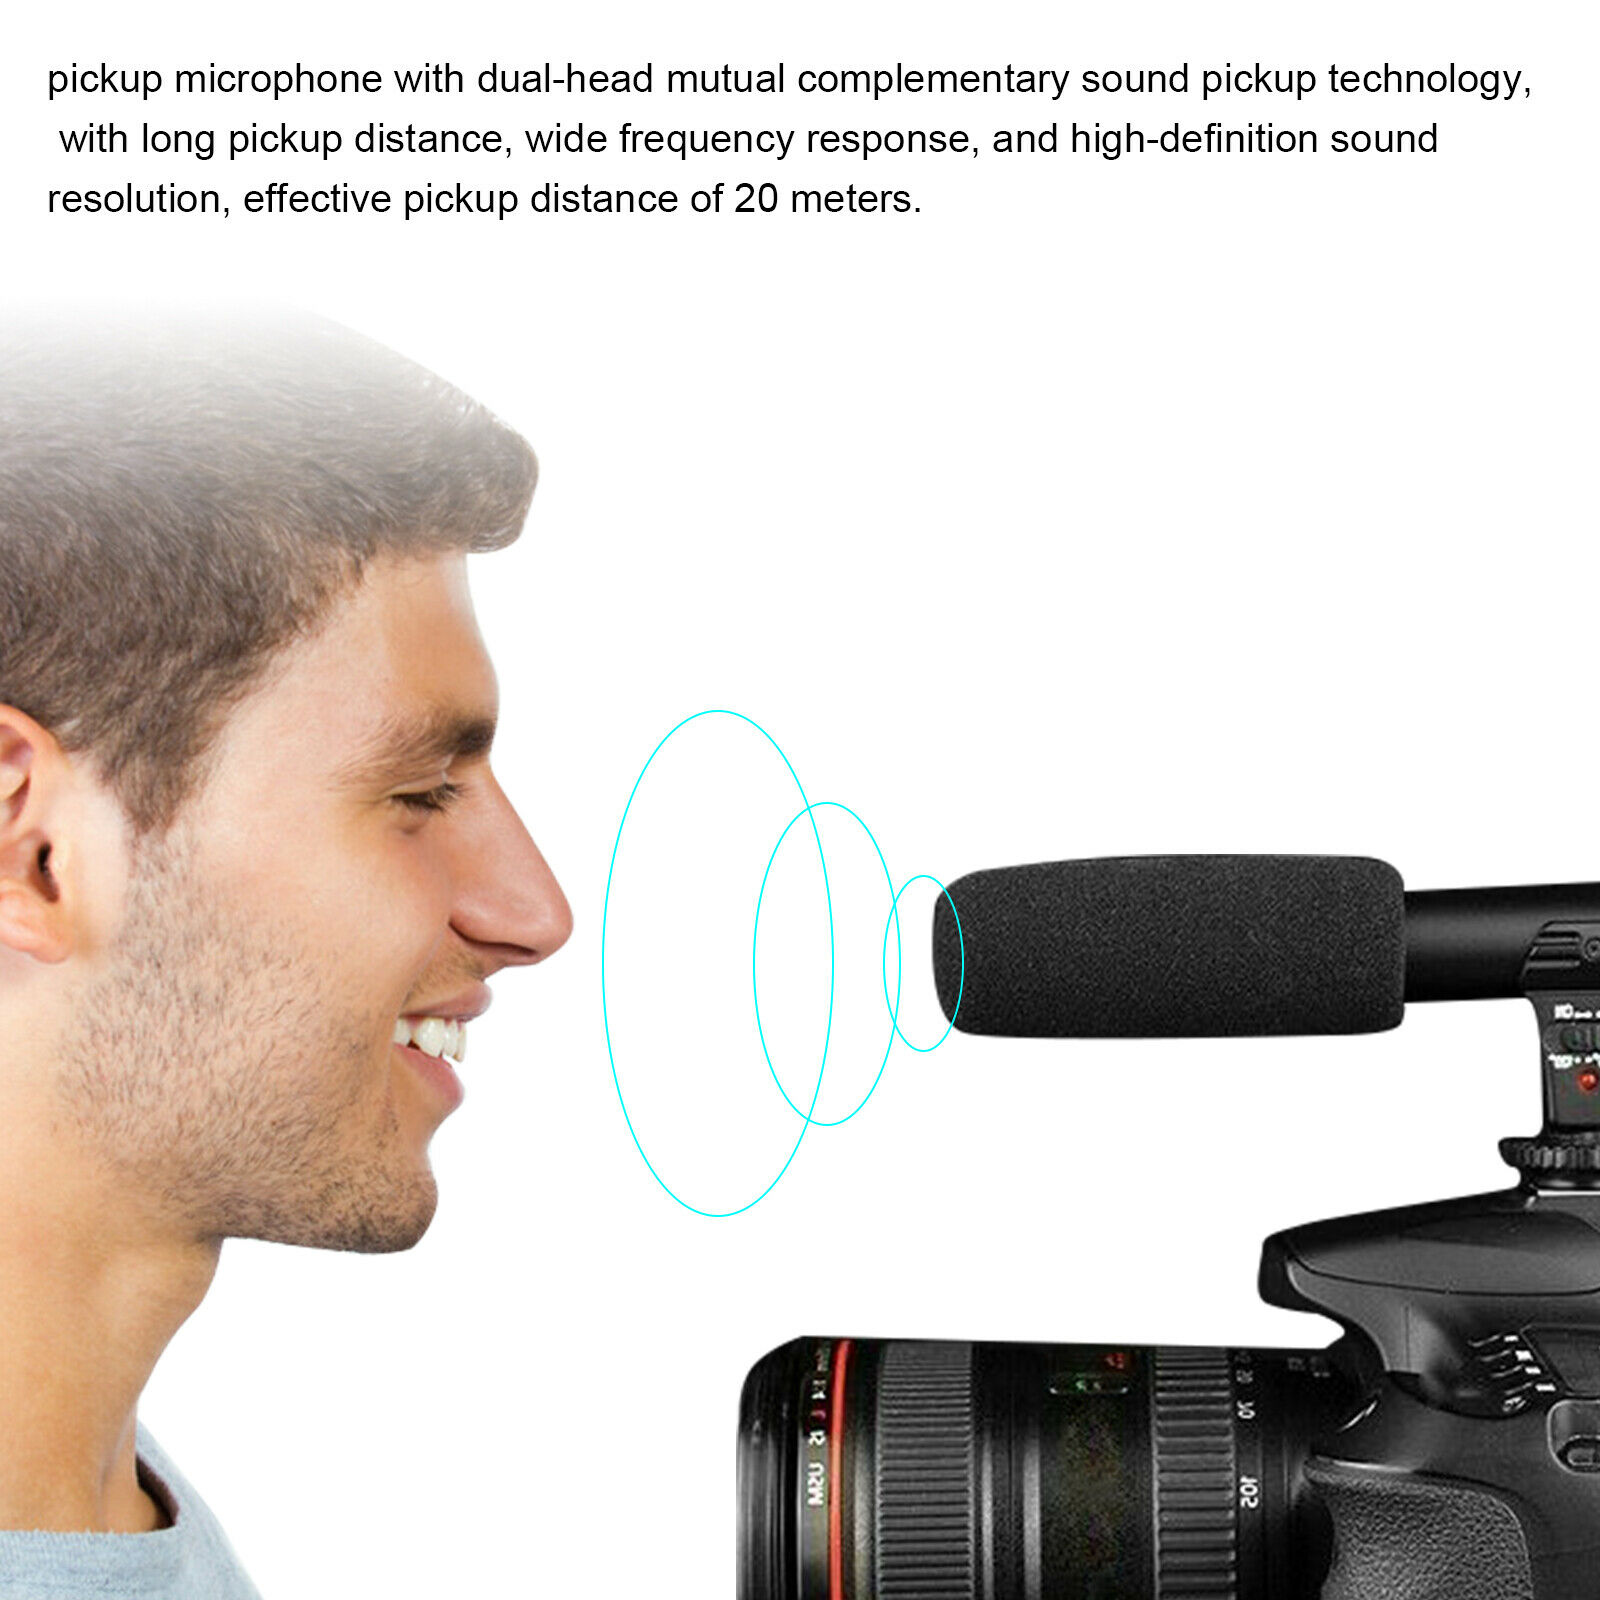 pickup microphone with dual-head mutual complementary sound pickup technology,
with long pickup distance, wide frequency response, and high-definition sound
resolution, effective pickup distance of 20 meters.